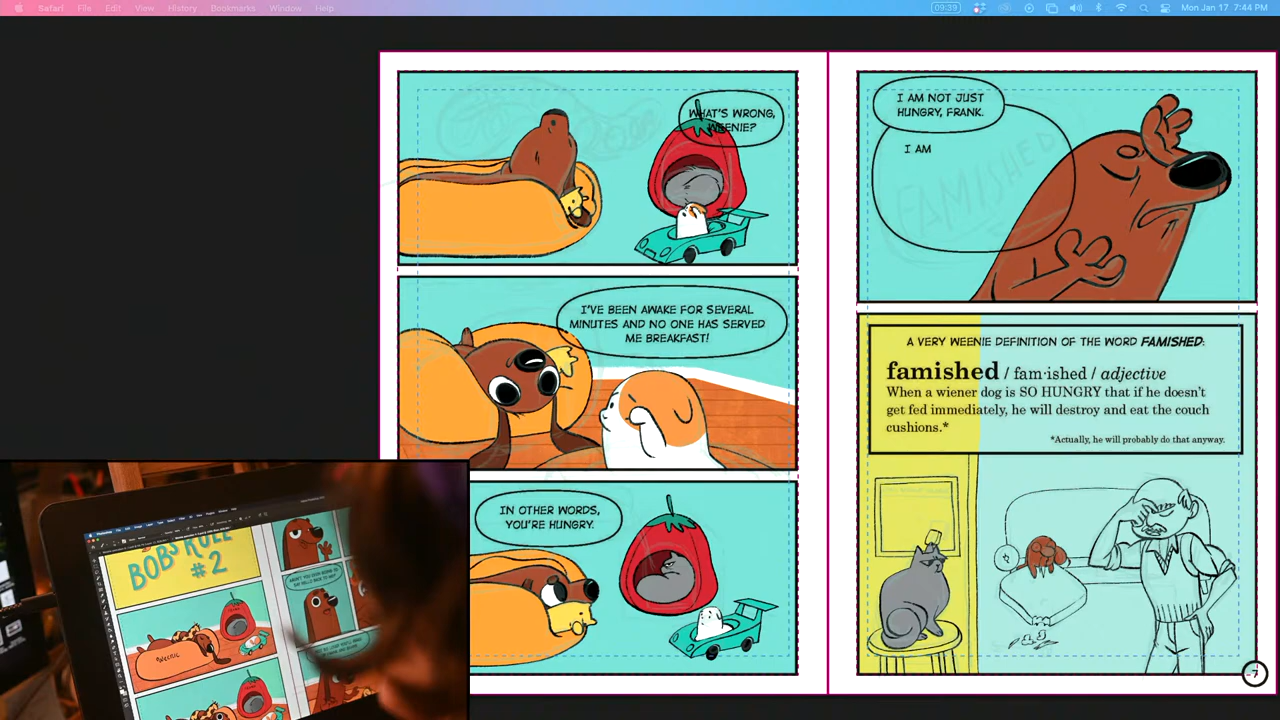 Safari File Edit View History Bookmarks Window Help
09:39
Mon Jan 17 7:44 PM
WHAT'S WRONG,
WEENIE?
I'VE BEEN AWAKE FOR SEVERAL
MINUTES AND NO ONE HAS SERVED
ME BREAKFAST!
IN OTHER WORDS,
YOU'RE HUNGRY.
I AM NOT JUST
HUNGRY, FRANK.
I AM
FAMISHED
A VERY WEENIE DEFINITION OF THE WORD FAMISHED:
famished / fam·ished / adjective
When a wiener dog is SO HUNGRY that if he doesn't
get fed immediately, he will destroy and eat the couch
cushions.*
*Actually, he will probably do that anyway.
7
BOB'S RULE
#2